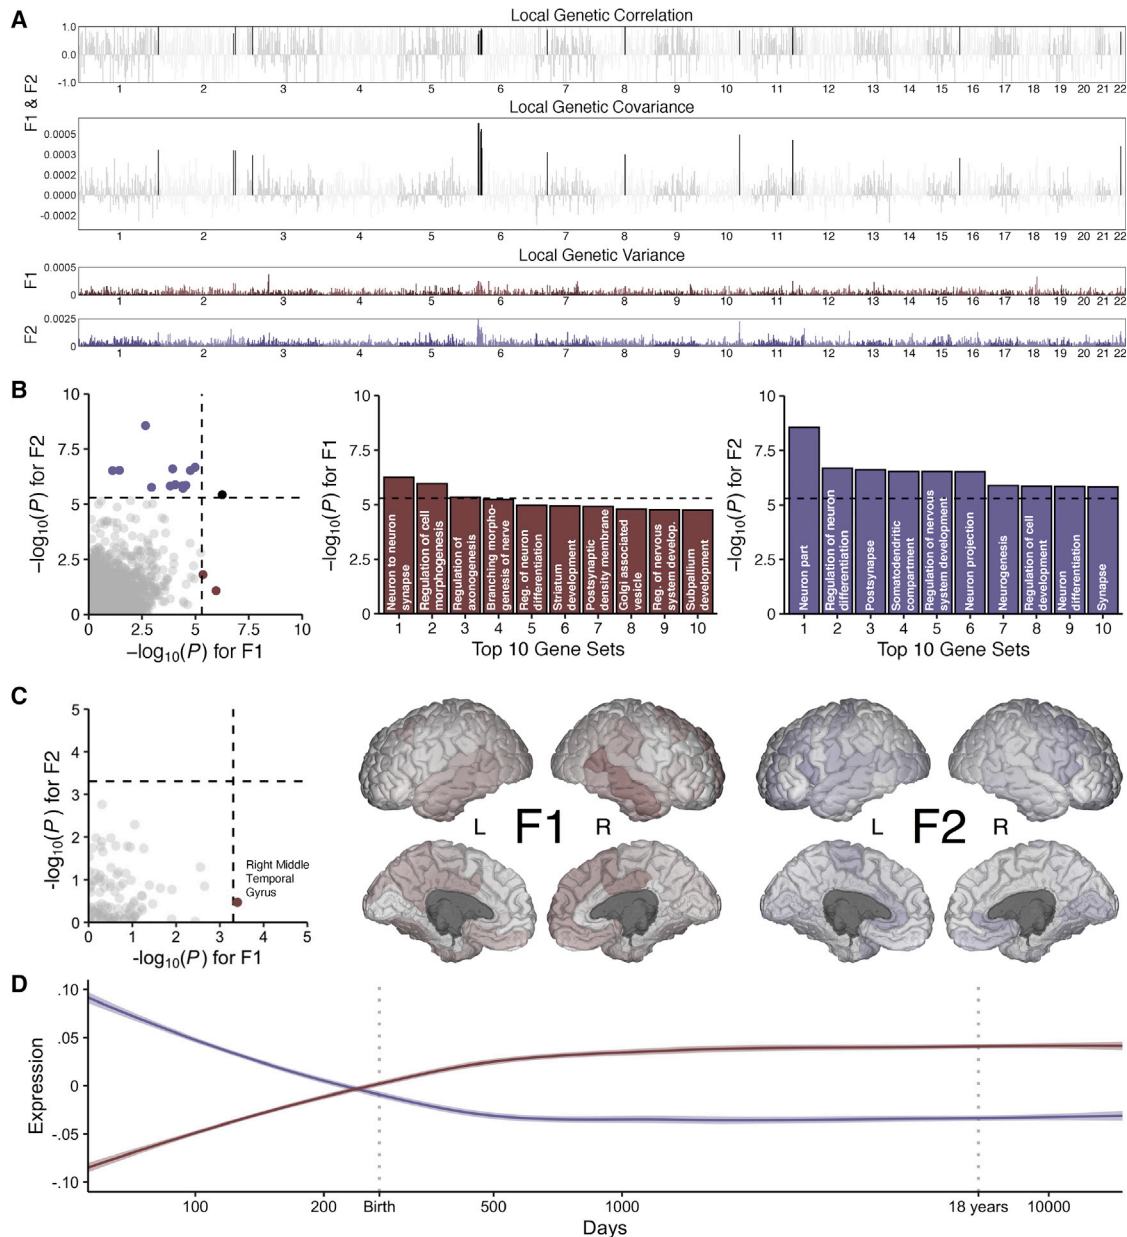 A
Local Genetic Correlation
F1 & F2
1.0
0.0
-1.0
1 2 3 4 5 6 7 8 9 10 11 12 13 14 15 16 17 18 19 20 21 22
Local Genetic Covariance
0.0005
0.0003
0.0000
-0.0002
1 2 3 4 5 6 7 8 9 10 11 12 13 14 15 16 17 18 19 20 21 22
Local Genetic Variance
F1
0.0005
0
1 2 3 4 5 6 7 8 9 10 11 12 13 14 15 16 17 18 19 20 21 22
F2
0.0025
0
1 2 3 4 5 6 7 8 9 10 11 12 13 14 15 16 17 18 19 20 21 22
B
−log10(P) for F2
10
7.5
5
2.5
0
0 2.5 5 7.5 10
−log10(P) for F1
−log10(P) for F1
10
7.5
5
2.5
0
Neuron to neuron
synapse
Regulation of cell
morphogenesis
Regulation of
axonogenesis
Branching morpho-
genesis of nerve
Reg. of neuron
differentiation
Striatum
development
Postsynaptic
density membrane
Golgi associated
vesicle
Reg. of nervous
system develop.
Subpallium
development
1 2 3 4 5 6 7 8 9 10
Top 10 Gene Sets
−log10(P) for F2
10
7.5
5
2.5
0
Neuron part
Regulation of neuron
differentiation
Postsynapse
Somatodendritic
compartment
Regulation of nervous
system development
Neuron projection
Neurogenesis
Regulation of cell
development
Neuron
differentiation
Synapse
1 2 3 4 5 6 7 8 9 10
Top 10 Gene Sets
C
-log10(P) for F2
5
4
3
2
1
0
Right Middle
Temporal
Gyrus
0 1 2 3 4 5
-log10(P) for F1
L F1 R
L F2 R
D
Expression
.10
.05
0
-.05
-.10
100 200 Birth 500 1000 18 years 10000
Days